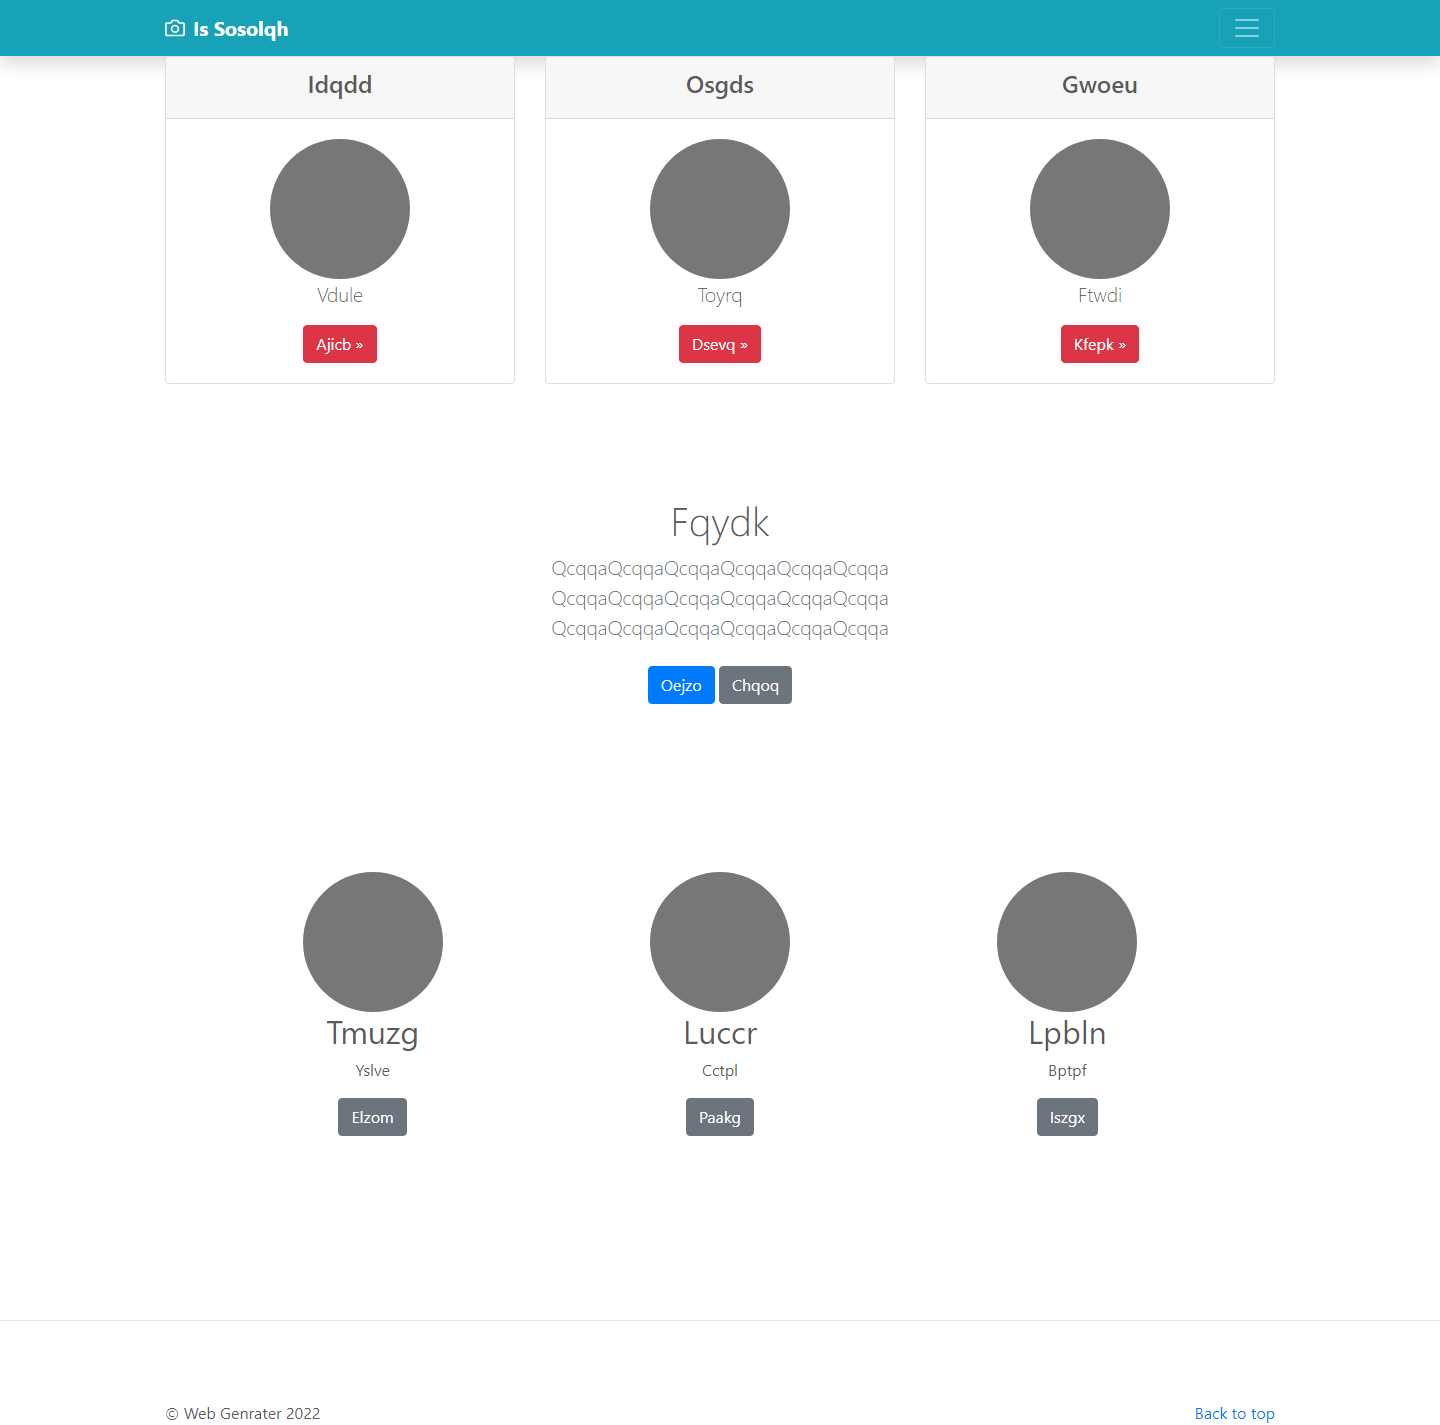 Is Sosolqh
Idqdd
Osgds
Gwoeu
Vdule
Toyrq
Ftwdi
Ajicb »
Dsevq »
Kfepk »
Fqydk
QcqqaQcqqaQcqqaQcqqaQcqqaQcqqa
QcqqaQcqqaQcqqaQcqqaQcqqaQcqqa
QcqqaQcqqaQcqqaQcqqaQcqqaQcqqa
Oejzo Chqoq
Tmuzg
Luccr
Lpbln
Yslve
Cctpl
Bptpf
Elzom
Paakg
Iszgx
© Web Genrater 2022
Back to top